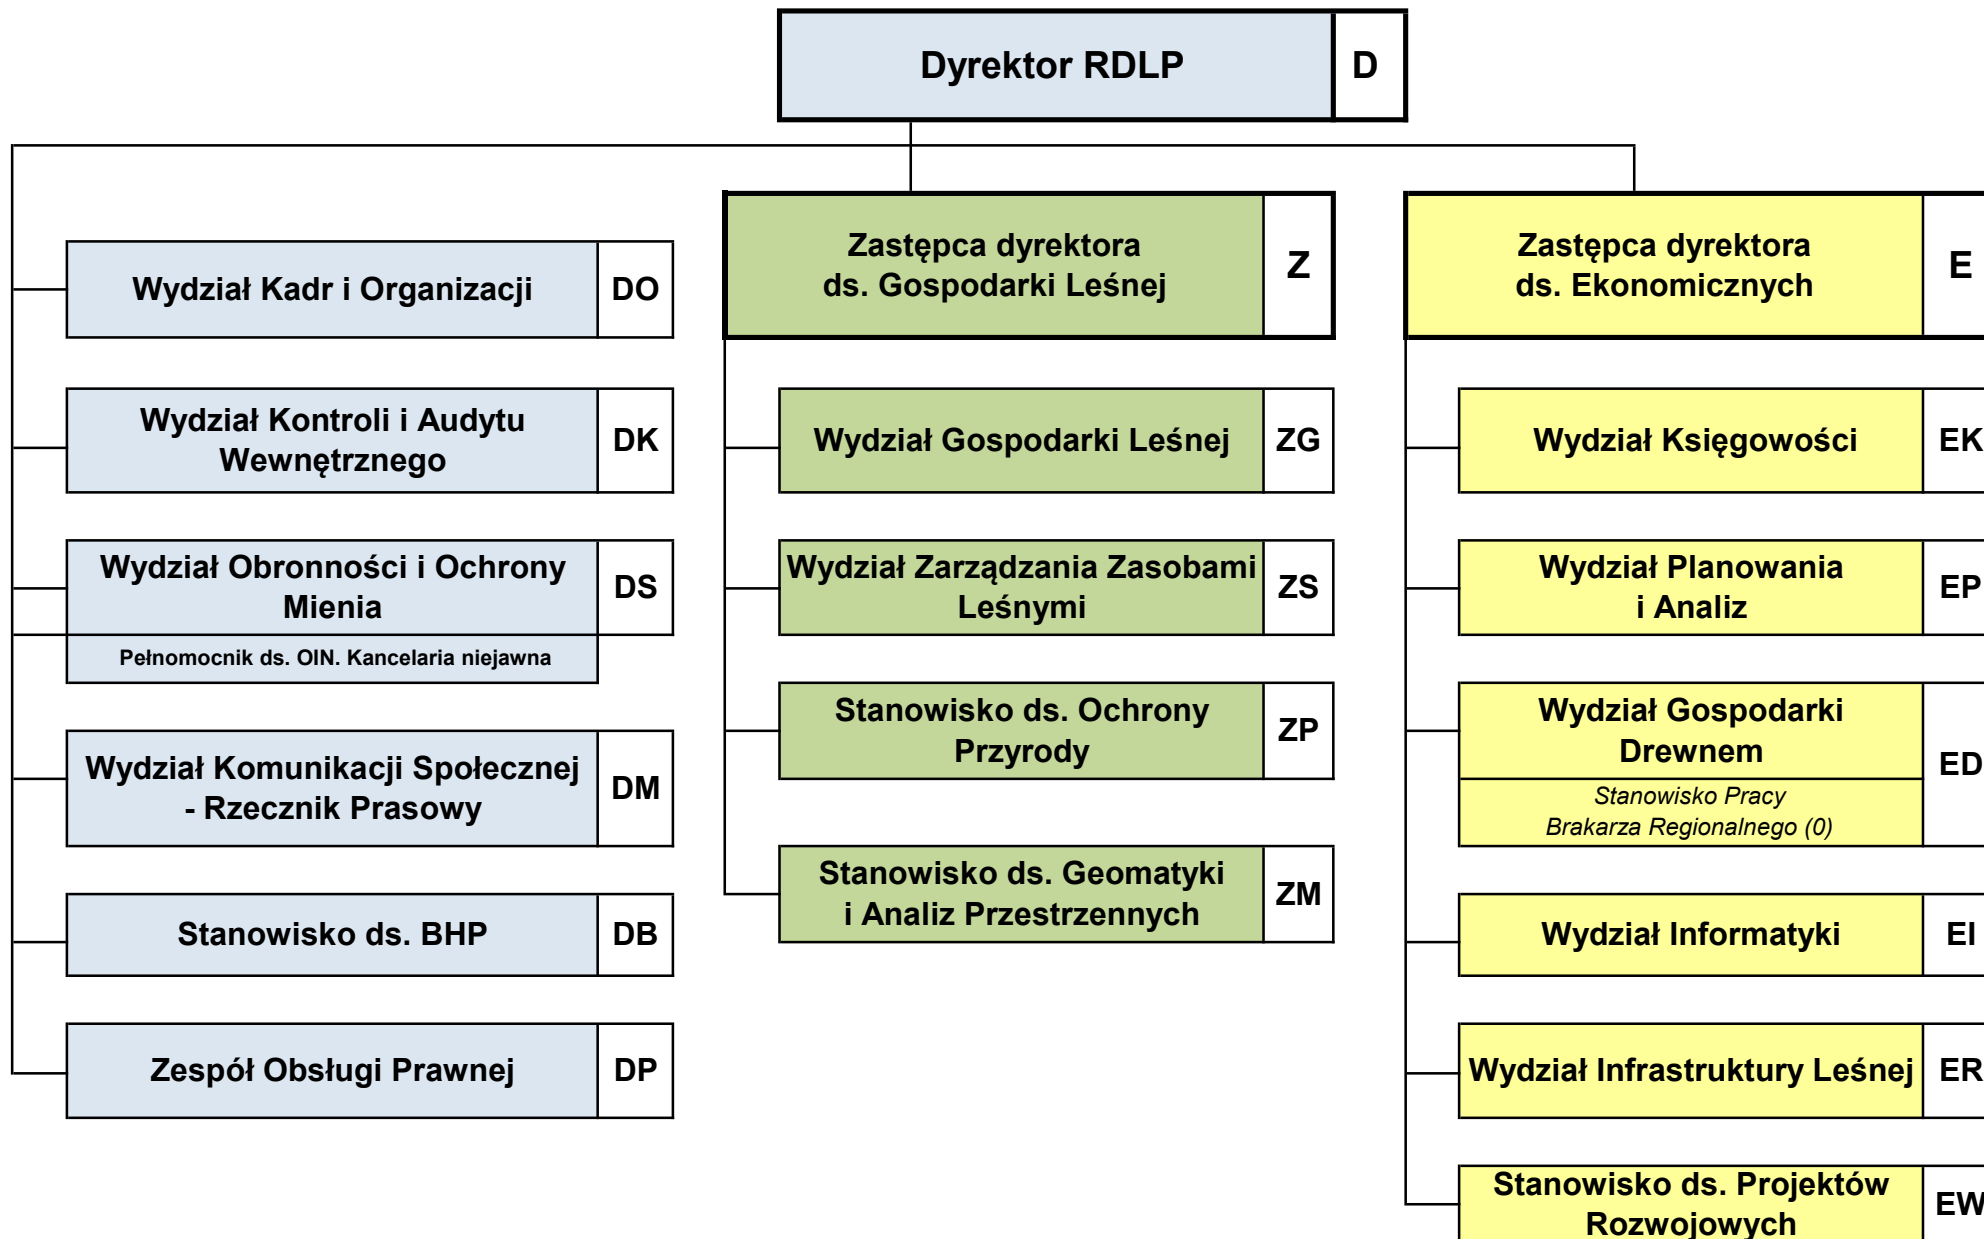 Dyrektor RDLP
D
Wydział Kadr i Organizacji
DO
Wydział Kontroli i Audytu
Wewnętrznego
DK
Wydział Obronności i Ochrony
Mienia
DS
Pełnomocnik ds. OIN. Kancelaria niejawna
Wydział Komunikacji Społecznej
- Rzecznik Prasowy
DM
Stanowisko ds. BHP
DB
Zespół Obsługi Prawnej
DP
Zastępca dyrektora
ds. Gospodarki Leśnej
Z
Wydział Gospodarki Leśnej
ZG
Wydział Zarządzania Zasobami
Leśnymi
ZS
Stanowisko ds. Ochrony
Przyrody
ZP
Stanowisko ds. Geomatyki
i Analiz Przestrzennych
ZM
Zastępca dyrektora
ds. Ekonomicznych
E
Wydział Księgowości
EK
Wydział Planowania
i Analiz
EP
Wydział Gospodarki
Drewnem
ED
Stanowisko Pracy
Brakarza Regionalnego (0)
Wydział Informatyki
EI
Wydział Infrastruktury Leśnej
ER
Stanowisko ds. Projektów
Rozwojowych
EW